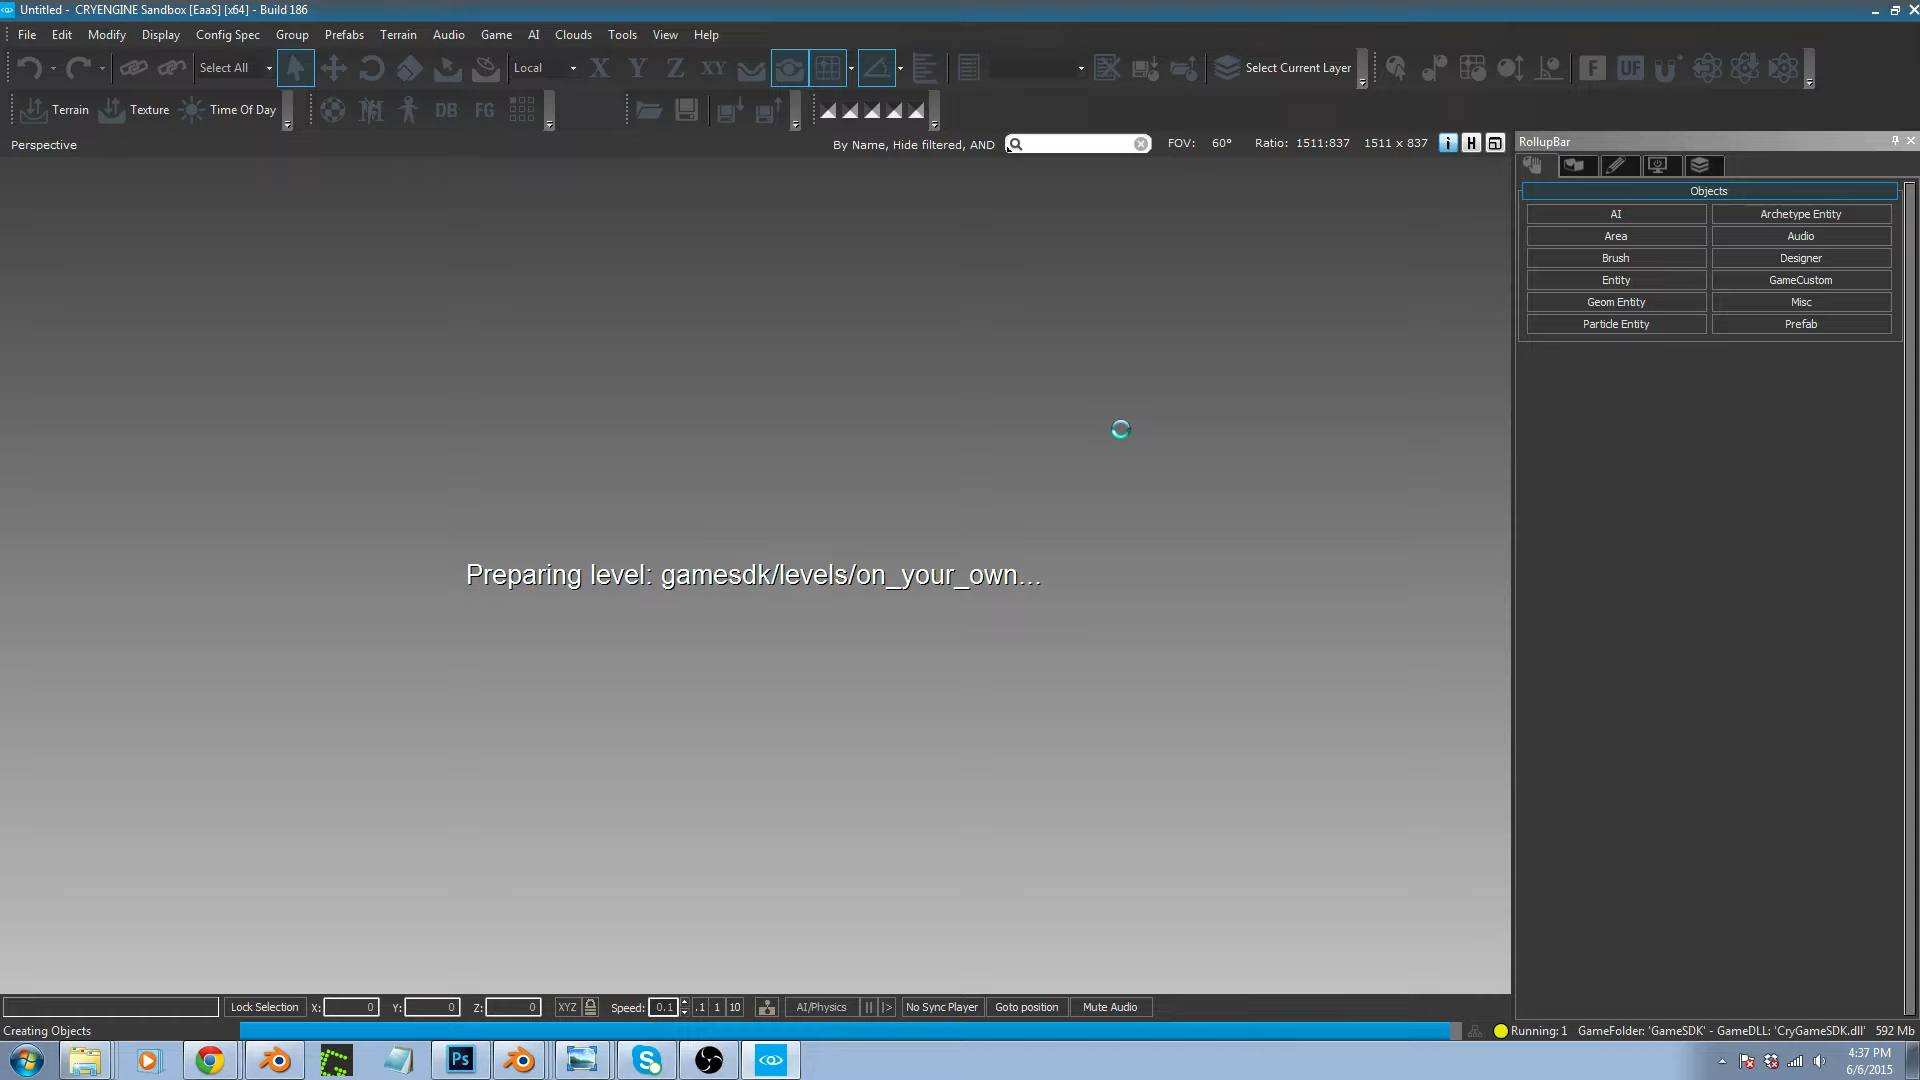 Untitled - CRYENGINE Sandbox [EaaS] [x64] - Build 186
File Edit Modify Display Config Spec Group Prefabs Terrain Audio Game AI Clouds Tools View Help
Select All Local X Y Z XY Select Current Layer F UF
Terrain Texture Time Of Day DB FG
Perspective By Name, Hide filtered, AND FOV: 60° Ratio: 1511:837 1511 x 837 i H
RollupBar
Objects
AI Archetype Entity
Area Audio
Brush Designer
Entity GameCustom
Geom Entity Misc
Particle Entity Prefab
Preparing level: gamesdk/levels/on_your_own...
Lock Selection X: 0 Y: 0 Z: 0 XYZ Speed: 0.1 .1 1 10 AI/Physics No Sync Player Goto position Mute Audio
Creating Objects Running: 1 GameFolder: 'GameSDK' - GameDLL: 'CryGameSDK.dll' 592 Mb
Ps
4:37 PM
6/6/2015